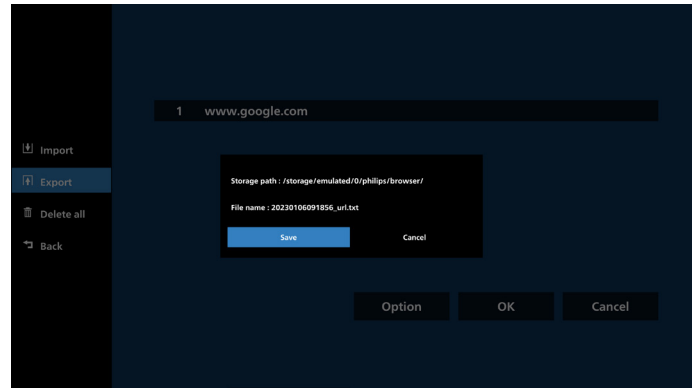 1 www.google.com
Import
Export
Delete all
Back
Storage path : /storage/emulated/0/philips/browser/
File name : 20230106091856_url.txt
Save Cancel
Option OK Cancel